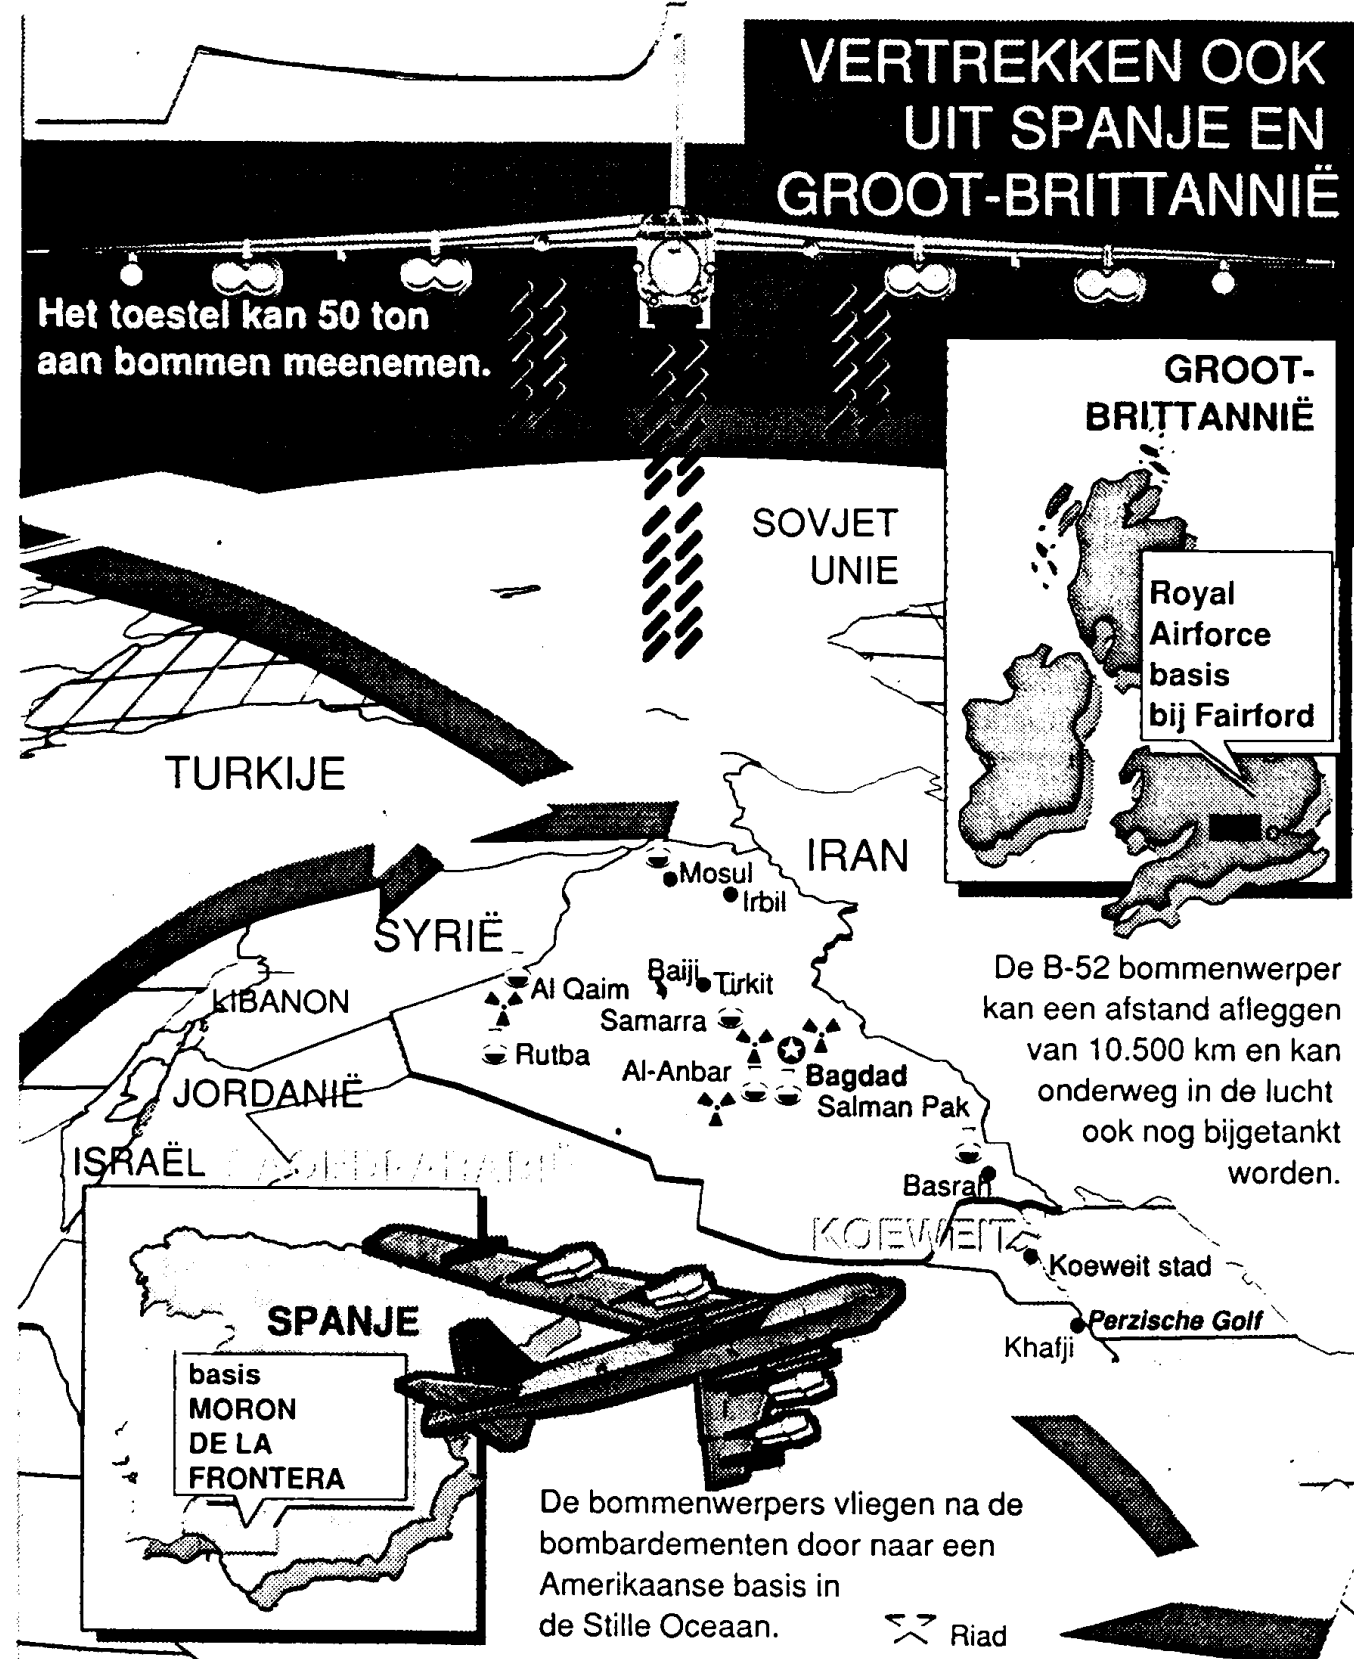 VERTREKKEN OOK
UIT SPANJE EN
GROOT-BRITTANNIË
Het toestel kan 50 ton
aan bommen meenemen.
GROOT-
BRITTANNIË
Royal
Airforce
basis
bij Fairford
SOVJET
UNIE
TURKIJE
IRAN
Mosul
Irbil
SYRIË
Baiji
Tirkit
Al Qaim
LIBANON
Samarra
Rutba
Al-Anbar
Bagdad
Salman Pak
JORDANIË
ISRAËL
Basrah
KOEWEIT
Koeweit stad
Perzische Golf
Khafji
De B-52 bommenwerper
kan een afstand afleggen
van 10.500 km en kan
onderweg in de lucht
ook nog bijgetankt
worden.
SPANJE
basis
MORON
DE LA
FRONTERA
De bommenwerpers vliegen na de
bombardementen door naar een
Amerikaanse basis in
de Stille Oceaan.
Riad